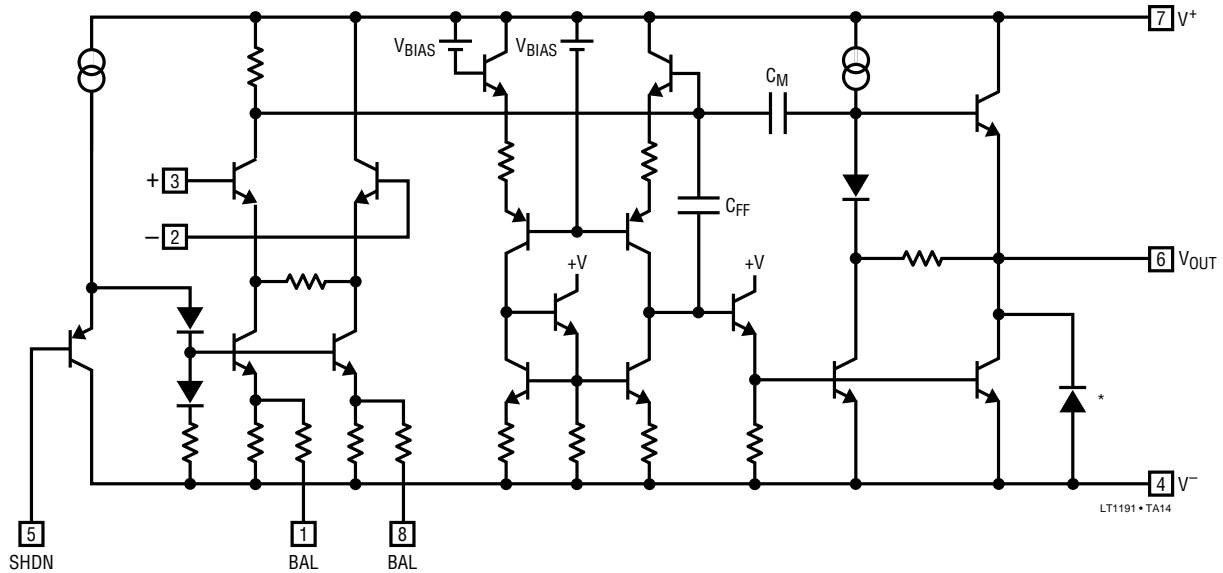 7 V+
VBIAS
VBIAS
CM
+ 3
CFF
– 2
+V
+V
6 VOUT
*
4 V–
LT1191 • TA14
5
SHDN
1
BAL
8
BAL